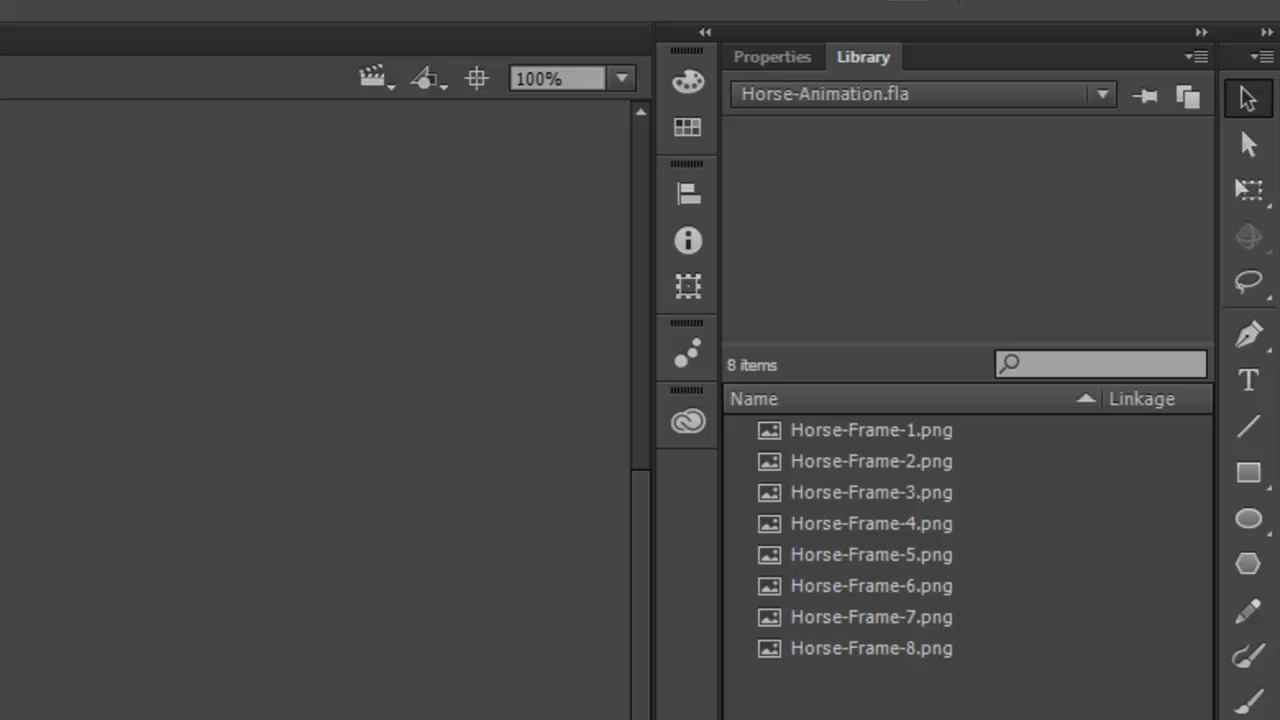 Properties Library
100%
Horse-Animation.fla
8 items
Name Linkage
Horse-Frame-1.png
Horse-Frame-2.png
Horse-Frame-3.png
Horse-Frame-4.png
Horse-Frame-5.png
Horse-Frame-6.png
Horse-Frame-7.png
Horse-Frame-8.png